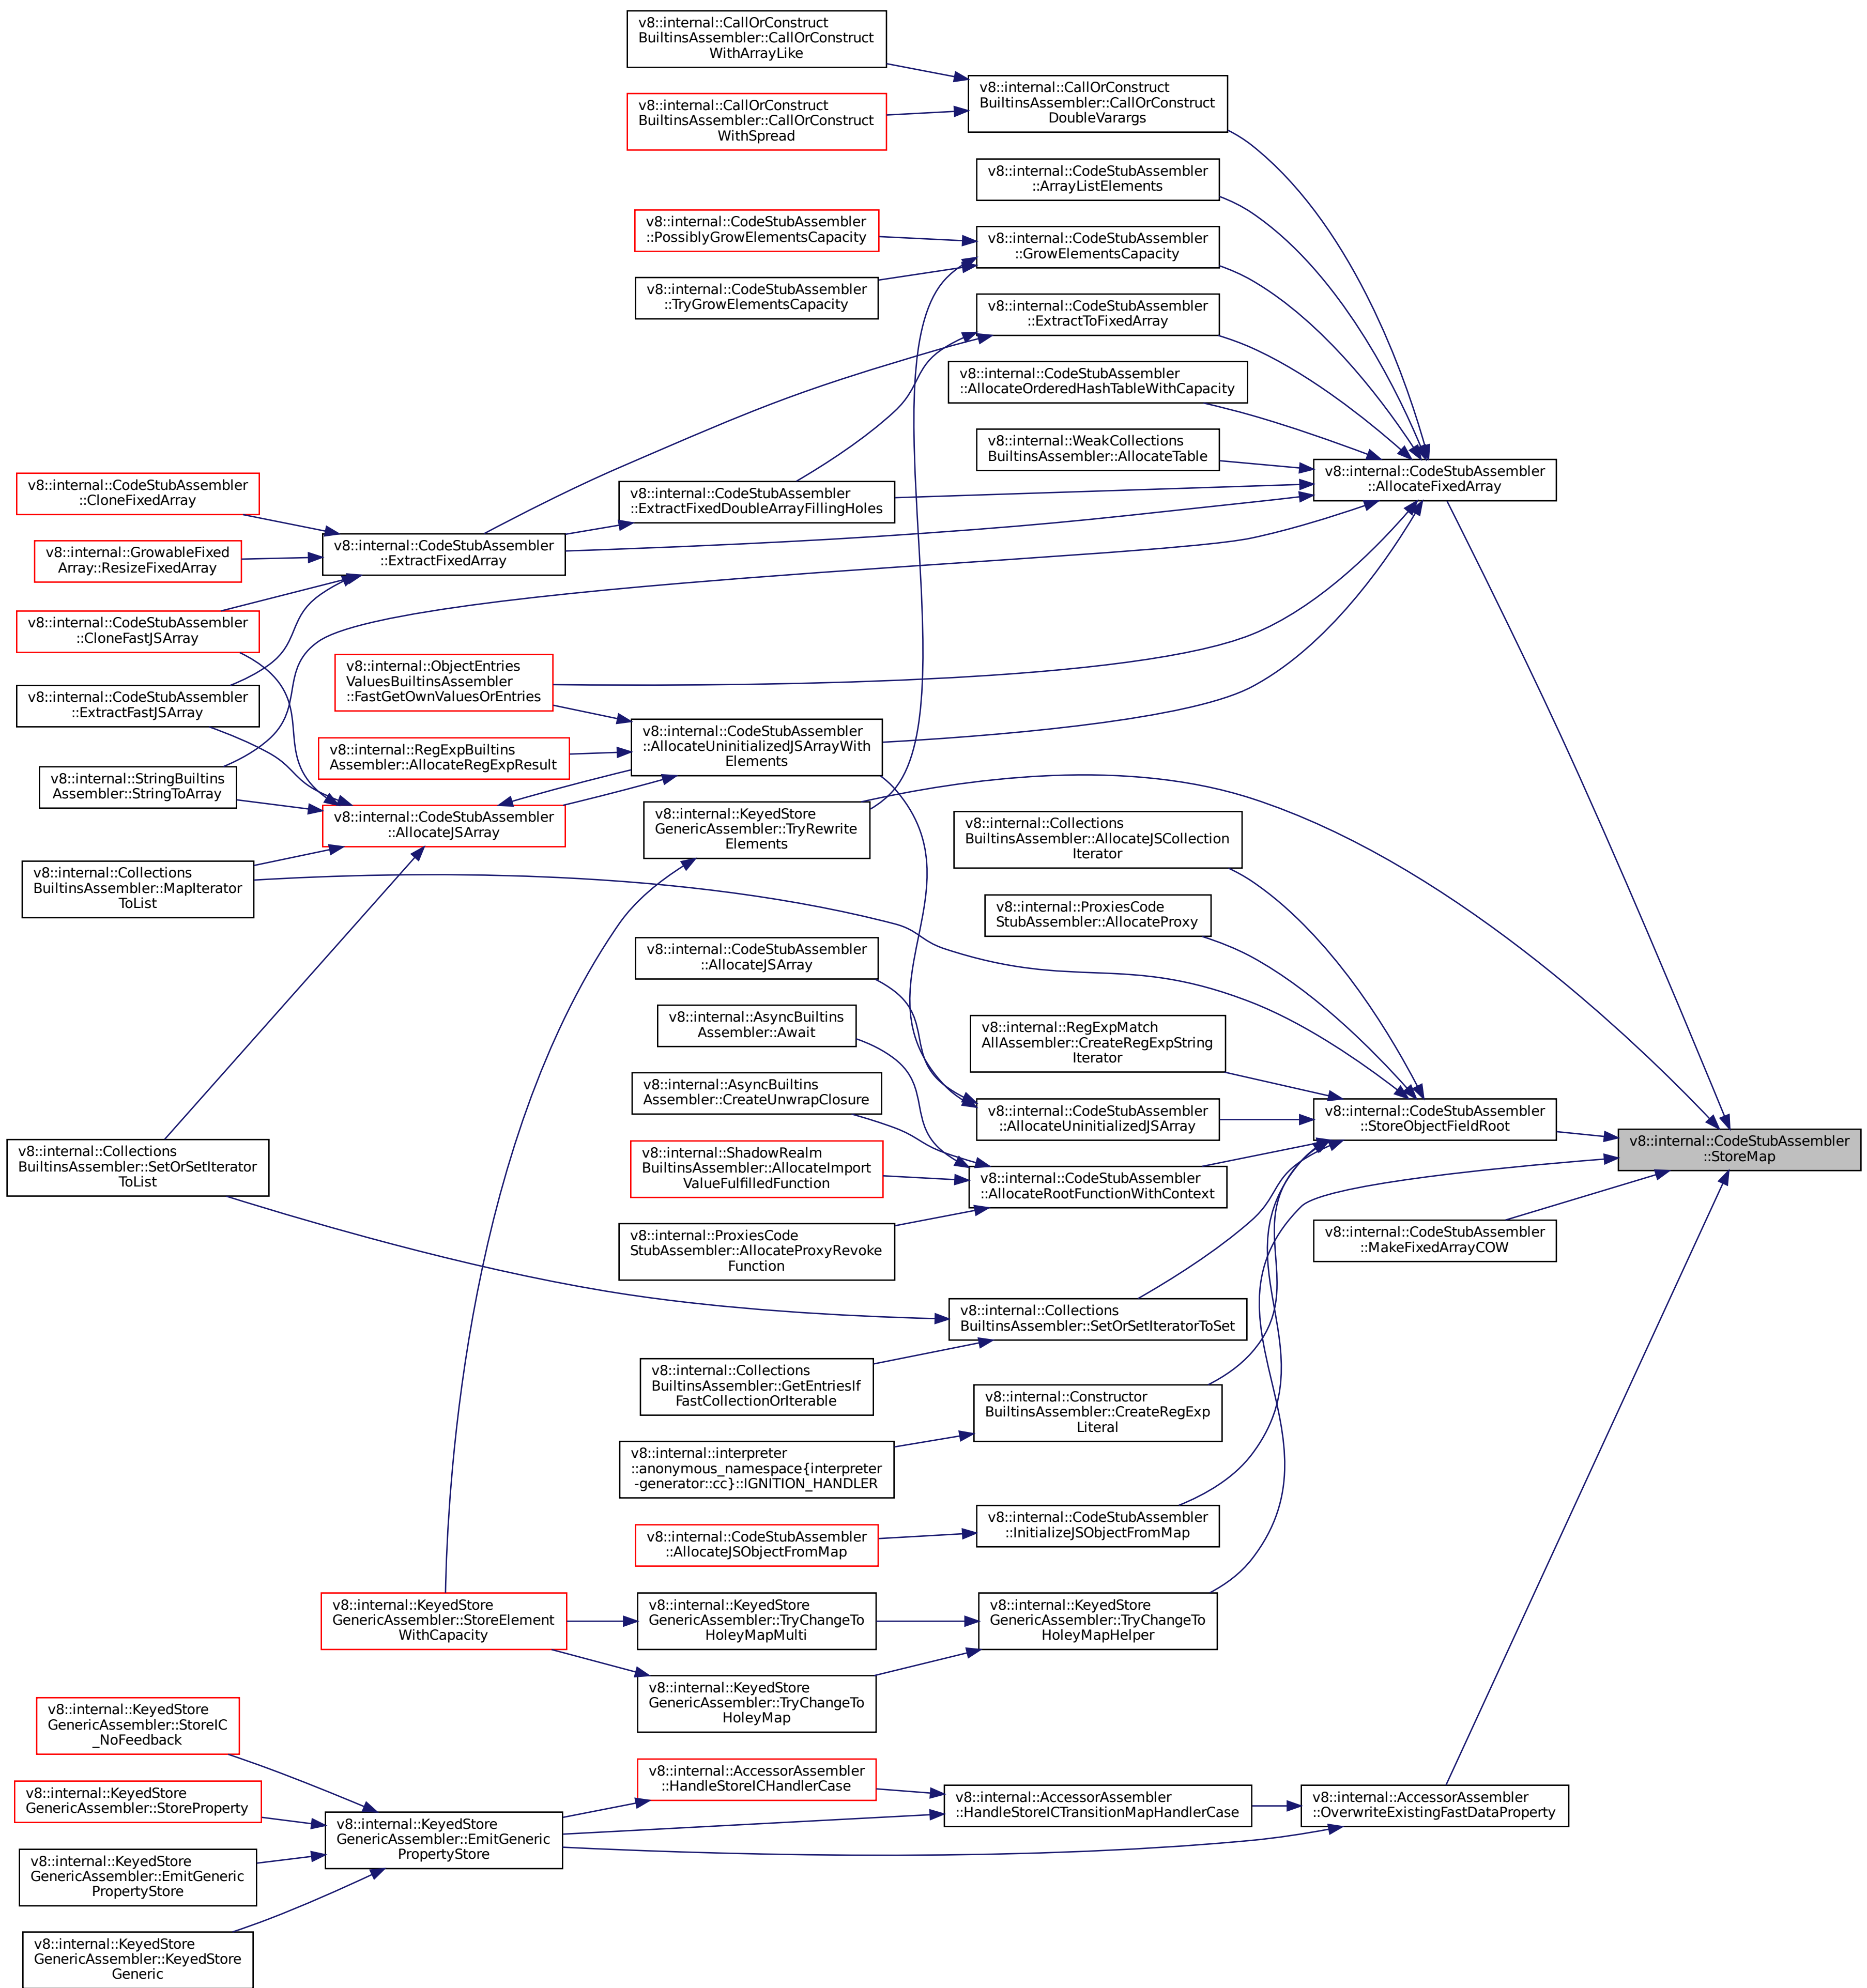 v8::internal::CallOrConstruct
BuiltinsAssembler::CallOrConstruct
WithArrayLike
v8::internal::CallOrConstruct
BuiltinsAssembler::CallOrConstruct
DoubleVarargs
v8::internal::CallOrConstruct
BuiltinsAssembler::CallOrConstruct
WithSpread
v8::internal::CodeStubAssembler
::ArrayListElements
v8::internal::CodeStubAssembler
::PossiblyGrowElementsCapacity
v8::internal::CodeStubAssembler
::GrowElementsCapacity
v8::internal::CodeStubAssembler
::TryGrowElementsCapacity
v8::internal::CodeStubAssembler
::ExtractToFixedArray
v8::internal::CodeStubAssembler
::AllocateOrderedHashTableWithCapacity
v8::internal::WeakCollections
BuiltinsAssembler::AllocateTable
v8::internal::CodeStubAssembler
::AllocateFixedArray
v8::internal::CodeStubAssembler
::CloneFixedArray
v8::internal::CodeStubAssembler
::ExtractFixedDoubleArrayFillingHoles
v8::internal::GrowableFixed
Array::ResizeFixedArray
v8::internal::CodeStubAssembler
::ExtractFixedArray
v8::internal::CodeStubAssembler
::CloneFastJSArray
v8::internal::ObjectEntries
ValuesBuiltinsAssembler
::FastGetOwnValuesOrEntries
v8::internal::CodeStubAssembler
::ExtractFastJSArray
v8::internal::CodeStubAssembler
::AllocateUninitializedJSArrayWith
Elements
v8::internal::RegExpBuiltins
Assembler::AllocateRegExpResult
v8::internal::StringBuiltins
Assembler::StringToArray
v8::internal::CodeStubAssembler
::AllocateJSArray
v8::internal::KeyedStore
GenericAssembler::TryRewrite
Elements
v8::internal::Collections
BuiltinsAssembler::AllocateJSCollection
Iterator
v8::internal::Collections
BuiltinsAssembler::MapIterator
ToList
v8::internal::ProxiesCode
StubAssembler::AllocateProxy
v8::internal::CodeStubAssembler
::AllocateJSArray
v8::internal::AsyncBuiltins
Assembler::Await
v8::internal::RegExpMatch
AllAssembler::CreateRegExpString
Iterator
v8::internal::AsyncBuiltins
Assembler::CreateUnwrapClosure
v8::internal::CodeStubAssembler
::AllocateUninitializedJSArray
v8::internal::CodeStubAssembler
::StoreObjectFieldRoot
v8::internal::CodeStubAssembler
::StoreMap
v8::internal::Collections
BuiltinsAssembler::SetOrSetIterator
ToList
v8::internal::ShadowRealm
BuiltinsAssembler::AllocateImport
ValueFulfilledFunction
v8::internal::CodeStubAssembler
::AllocateRootFunctionWithContext
v8::internal::ProxiesCode
StubAssembler::AllocateProxyRevoke
Function
v8::internal::CodeStubAssembler
::MakeFixedArrayCOW
v8::internal::Collections
BuiltinsAssembler::SetOrSetIteratorToSet
v8::internal::Collections
BuiltinsAssembler::GetEntriesIf
FastCollectionOrIterable
v8::internal::Constructor
BuiltinsAssembler::CreateRegExp
Literal
v8::internal::interpreter
::anonymous_namespace{interpreter
-generator::cc}::IGNITION_HANDLER
v8::internal::CodeStubAssembler
::InitializeJSObjectFromMap
v8::internal::CodeStubAssembler
::AllocateJSObjectFromMap
v8::internal::KeyedStore
GenericAssembler::StoreElement
WithCapacity
v8::internal::KeyedStore
GenericAssembler::TryChangeTo
HoleyMapMulti
v8::internal::KeyedStore
GenericAssembler::TryChangeTo
HoleyMapHelper
v8::internal::KeyedStore
GenericAssembler::TryChangeTo
HoleyMap
v8::internal::KeyedStore
GenericAssembler::StoreIC
_NoFeedback
v8::internal::AccessorAssembler
::HandleStoreICHandlerCase
v8::internal::KeyedStore
GenericAssembler::StoreProperty
v8::internal::AccessorAssembler
::HandleStoreICTransitionMapHandlerCase
v8::internal::AccessorAssembler
::OverwriteExistingFastDataProperty
v8::internal::KeyedStore
GenericAssembler::EmitGeneric
PropertyStore
v8::internal::KeyedStore
GenericAssembler::EmitGeneric
PropertyStore
v8::internal::KeyedStore
GenericAssembler::KeyedStore
Generic